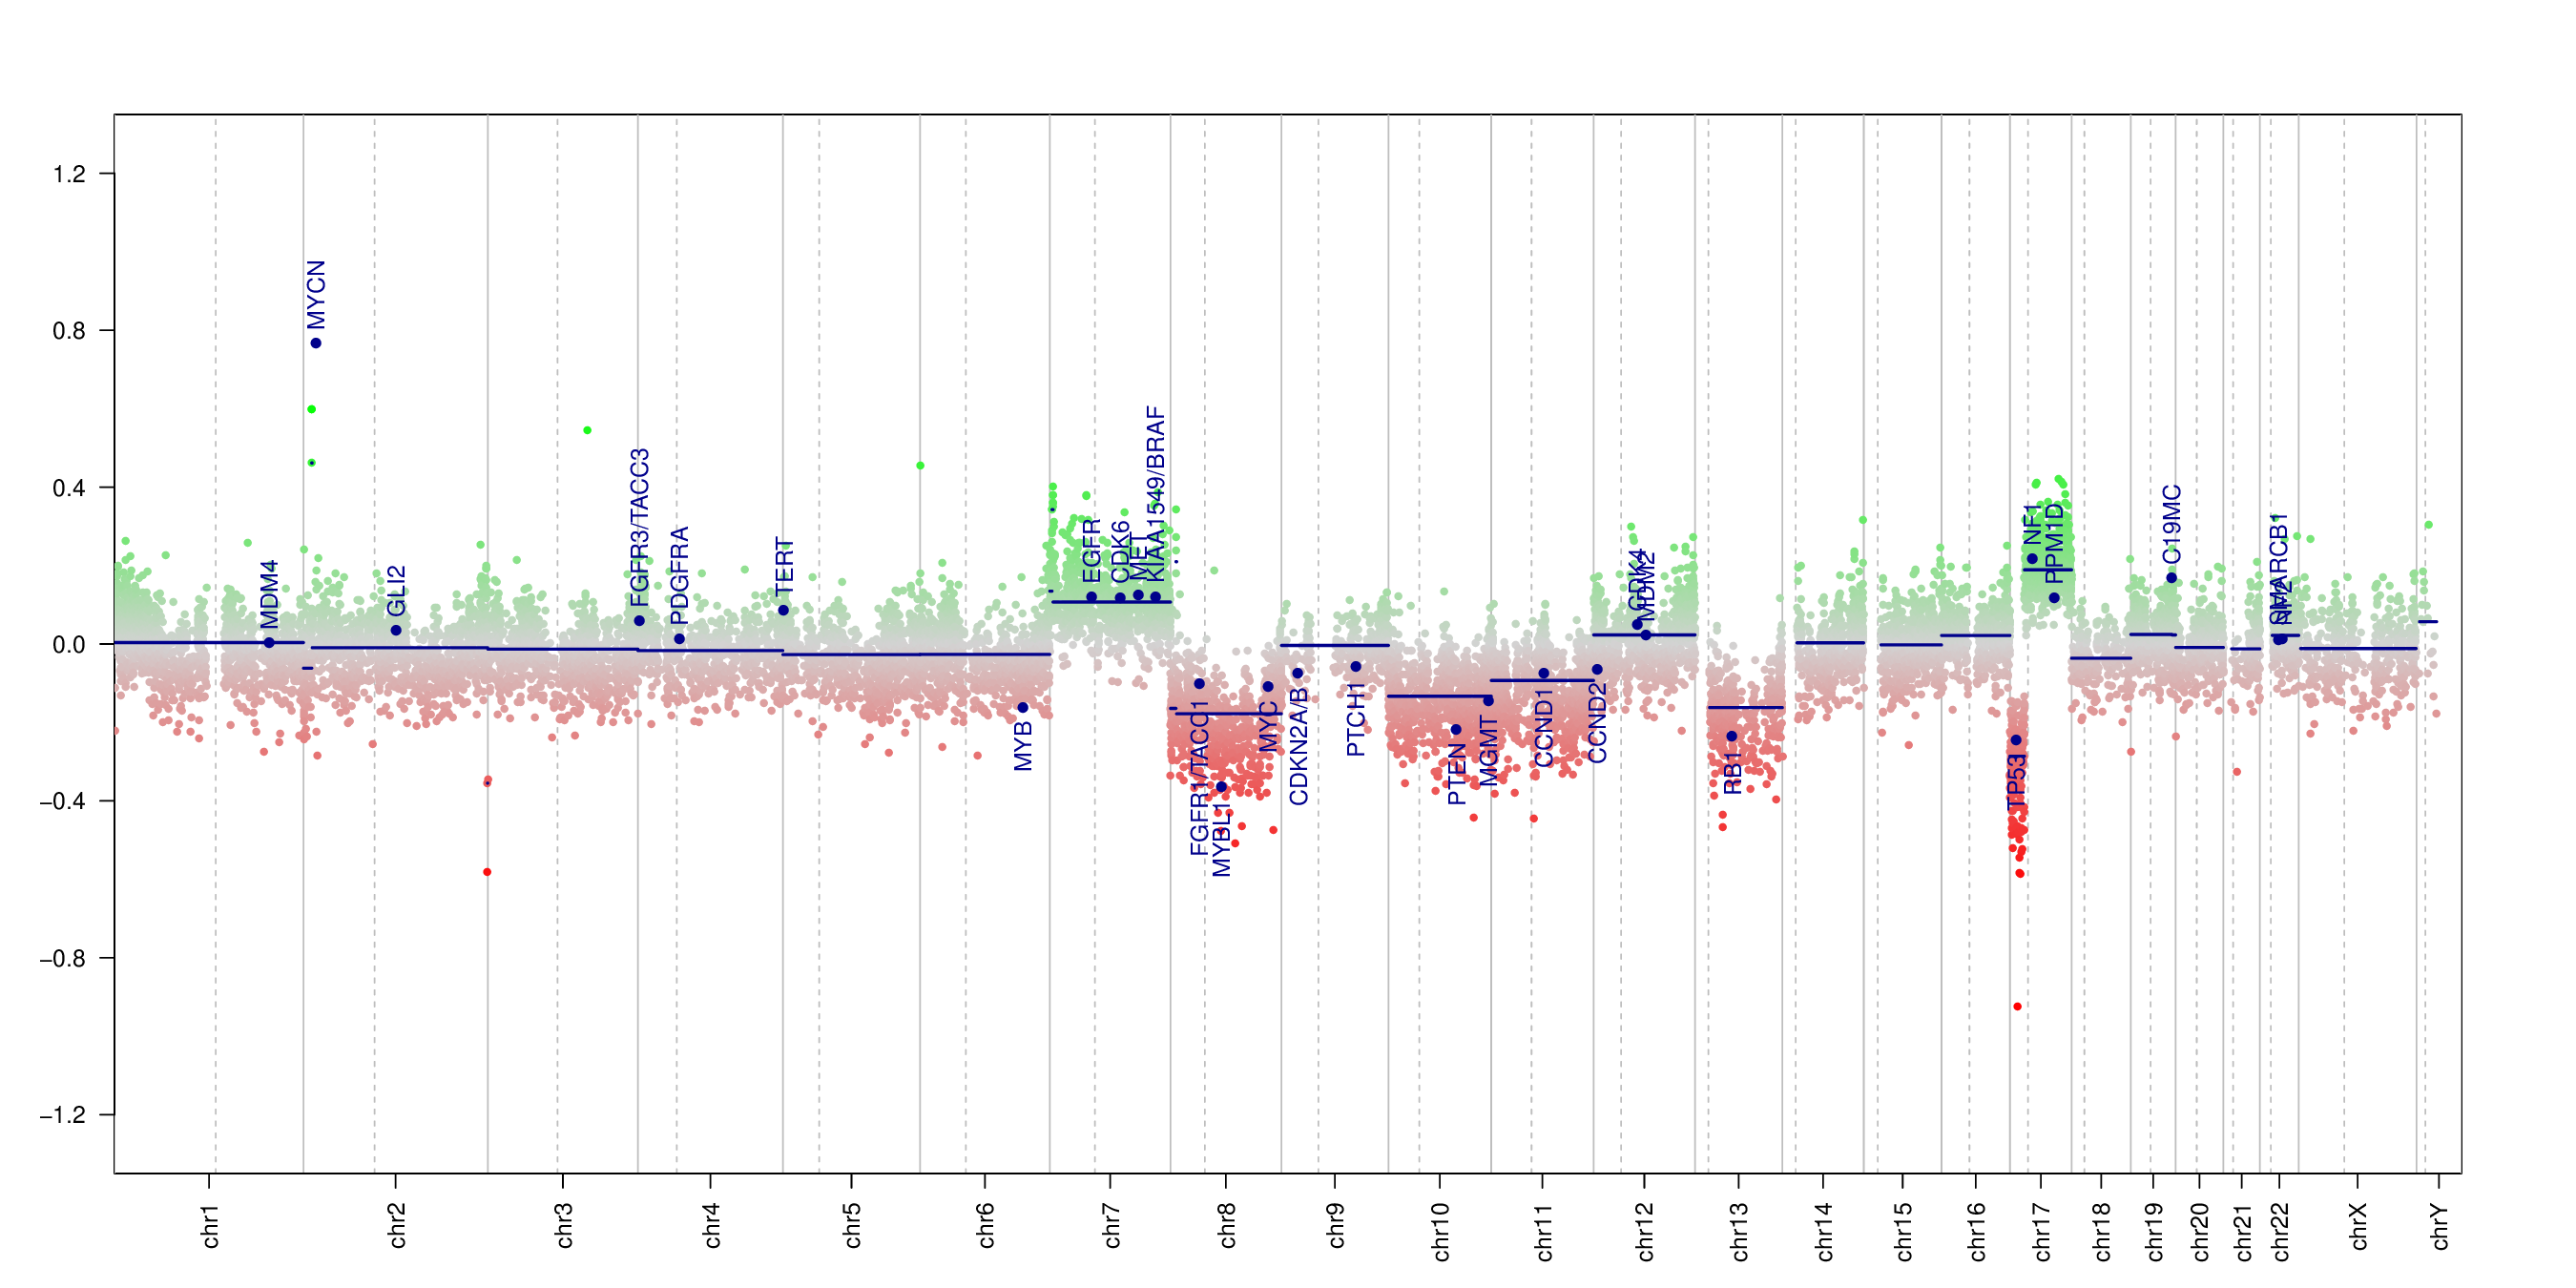 1.2
0.8
0.4
0.0
−0.4
−0.8
−1.2
MDM4
MYCN
GLI2
FGFR3/TACC3
PDGFRA
TERT
MYB
EGFR
CDK6
MET
KIAA1549/BRAF
FGFR1/TACC1
MYBL1
MYC
CDKN2A/B
PTCH1
PTEN
MGMT
CCND1
CCND2
CDK4
MDM2
RB1
TP53
NF1
PPM1D
C19MC
SMARCB1
NF2
chr1
chr2
chr3
chr4
chr5
chr6
chr7
chr8
chr9
chr10
chr11
chr12
chr13
chr14
chr15
chr16
chr17
chr18
chr19
chr20
chr21
chr22
chrX
chrY